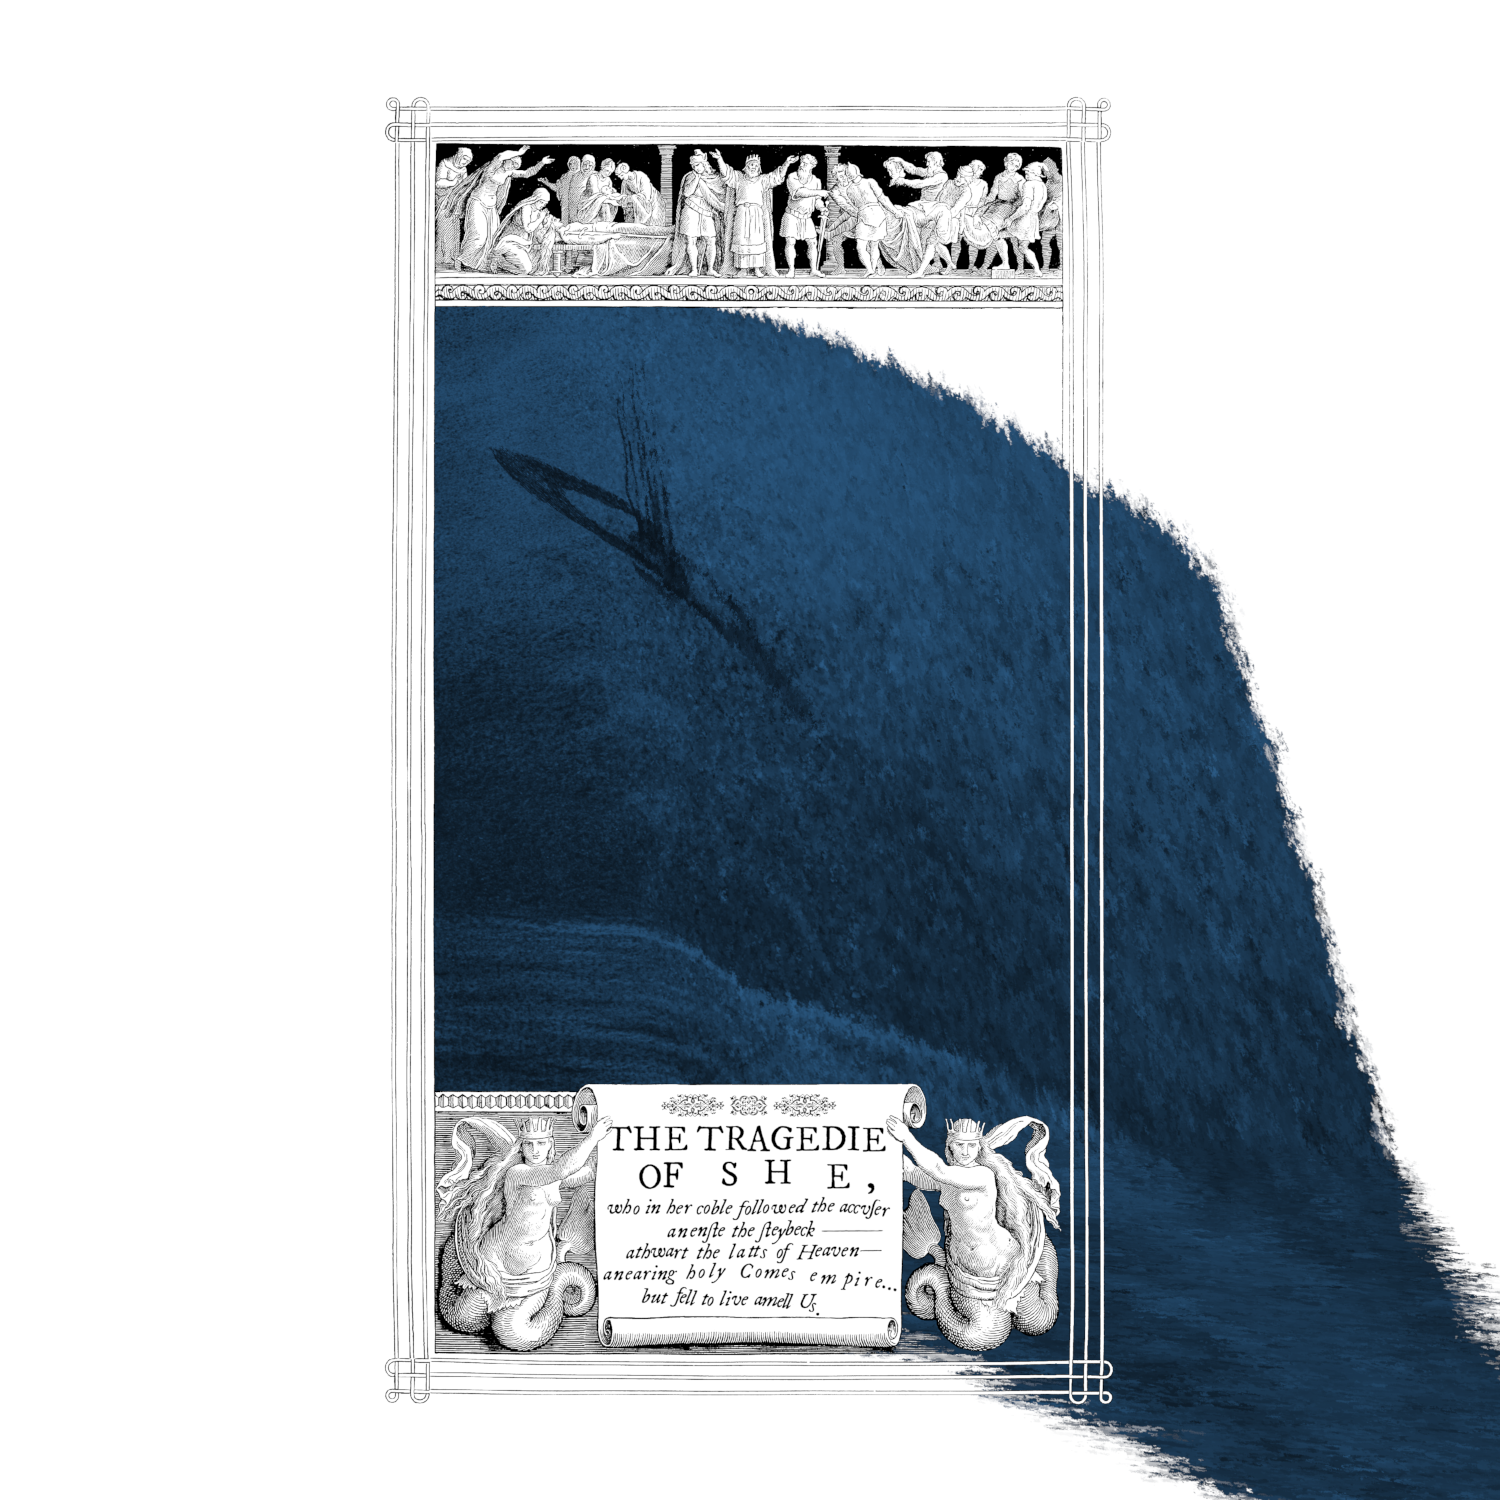 THE TRAGEDIE
OF SHE,
who in her coble followed the accuſer
anenſte the ſteybeck —
athwart the latts of Heaven—
anearing holy Comes empire...
but fell to live amell Us.